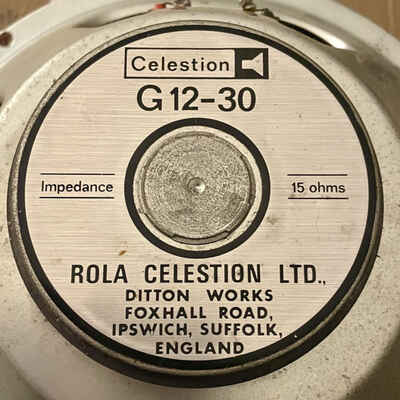 Celestion
G12-30
Impedance
15 ohms
ROLA CELESTION LTD.,
DITTON WORKS
FOXHALL ROAD,
IPSWICH, SUFFOLK,
ENGLAND